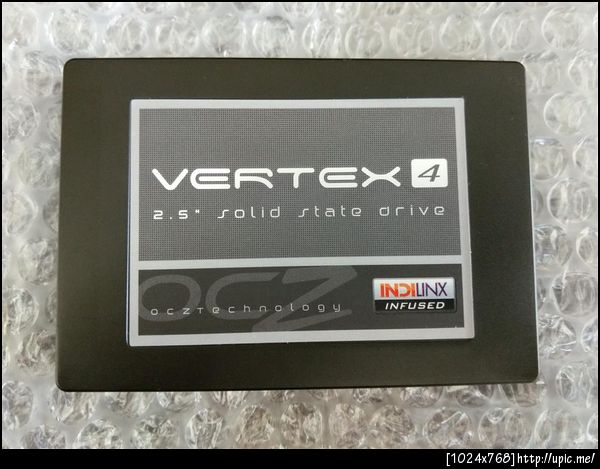 VERTEX 4
2.5" solid state drive
OCZ
OCZTECHNOLOGY
INDILINX
INFUSED
[1024x768]http://upic.me/